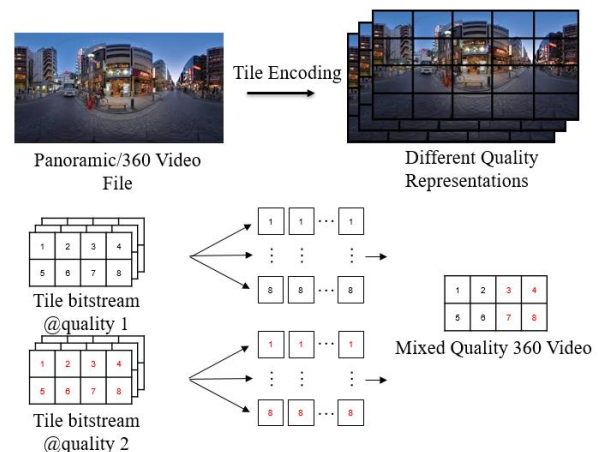 Tile Encoding
Panoramic/360 Video
File
Different Quality
Representations
1 2 3 4
5 6 7 8
Tile bitstream
@quality 1
1 1 ... 1
⋮ ⋮ ⋮
8 8 ... 8
1 2 3 4
5 6 7 8
Tile bitstream
@quality 2
1 1 ... 1
⋮ ⋮ ⋮
8 8 ... 8
1 2 3 4
5 6 7 8
Mixed Quality 360 Video